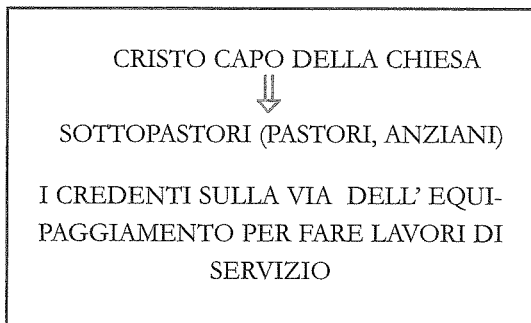 CRISTO CAPO DELLA CHIESA
⇓
SOTTOPASTORI (PASTORI, ANZIANI)
I CREDENTI SULLA VIA DELL' EQUI-
PAGGIAMENTO PER FARE LAVORI DI
SERVIZIO